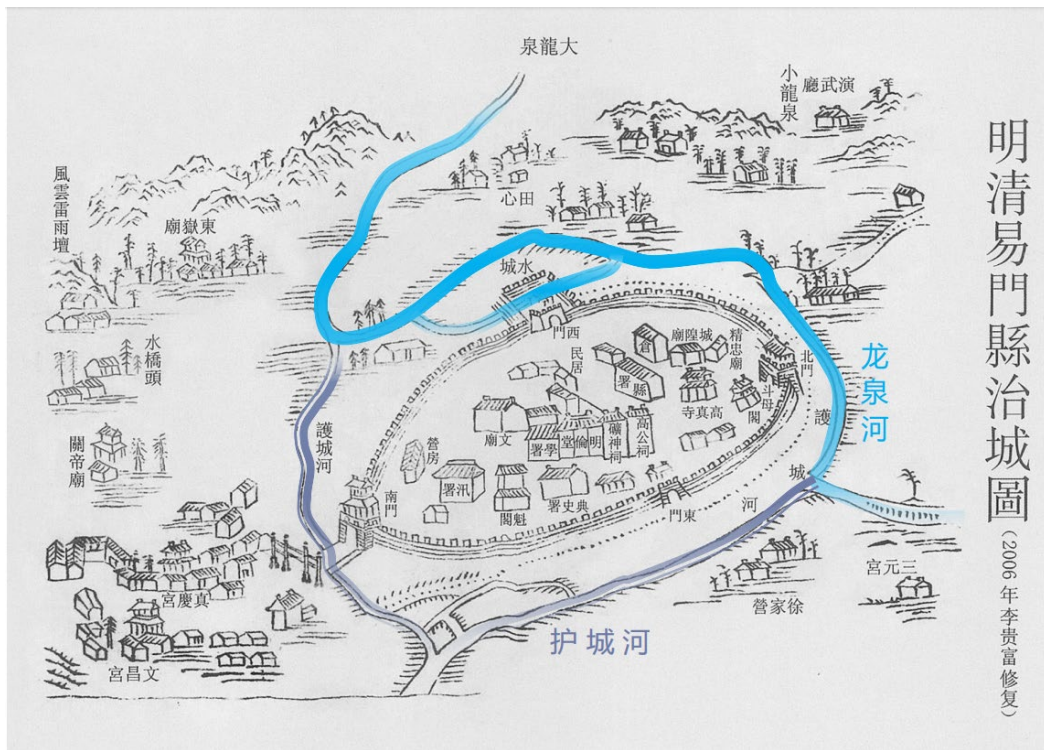 明清易門縣治城圖
（2006年李贵富修复）
大龍泉
小龍泉
演武廳
田心
風雲雷雨壇
東嶽廟
水城
西門
水橋頭
民居
倉
城隍廟
精忠廟
北門
龙泉河
縣署
高真寺
斗母閣
護城河
關帝廟
護城河
營房
文廟
學署
明倫堂
礦神祠
高公祠
南門
汛署
魁閣
典史署
東門
真慶宮
徐家營
三元宮
护城河
文昌宮